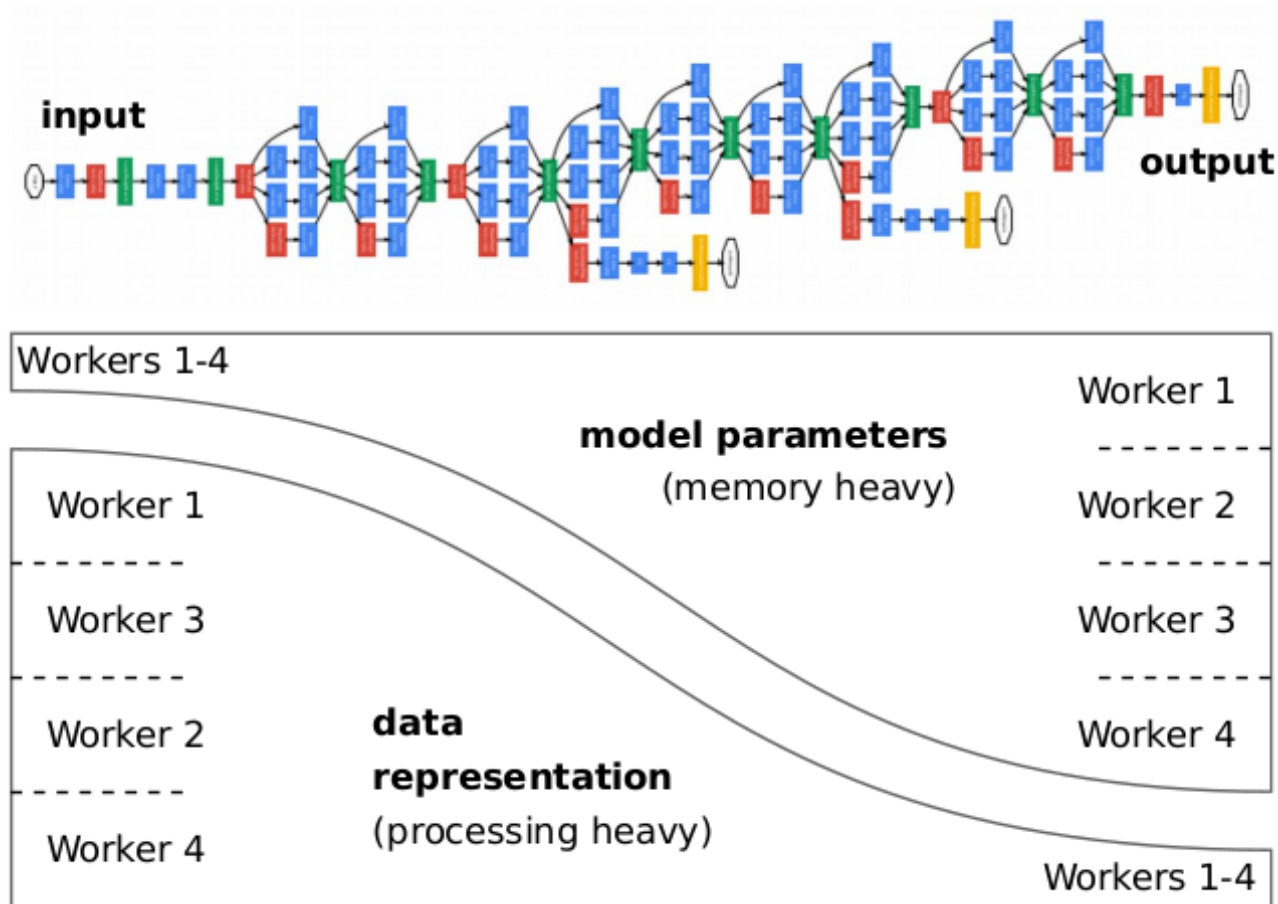 input
output
Workers 1-4
Worker 1
model parameters
(memory heavy)
Worker 1
Worker 2
Worker 3
Worker 3
Worker 2
Worker 4
data
representation
(processing heavy)
Worker 4
Workers 1-4